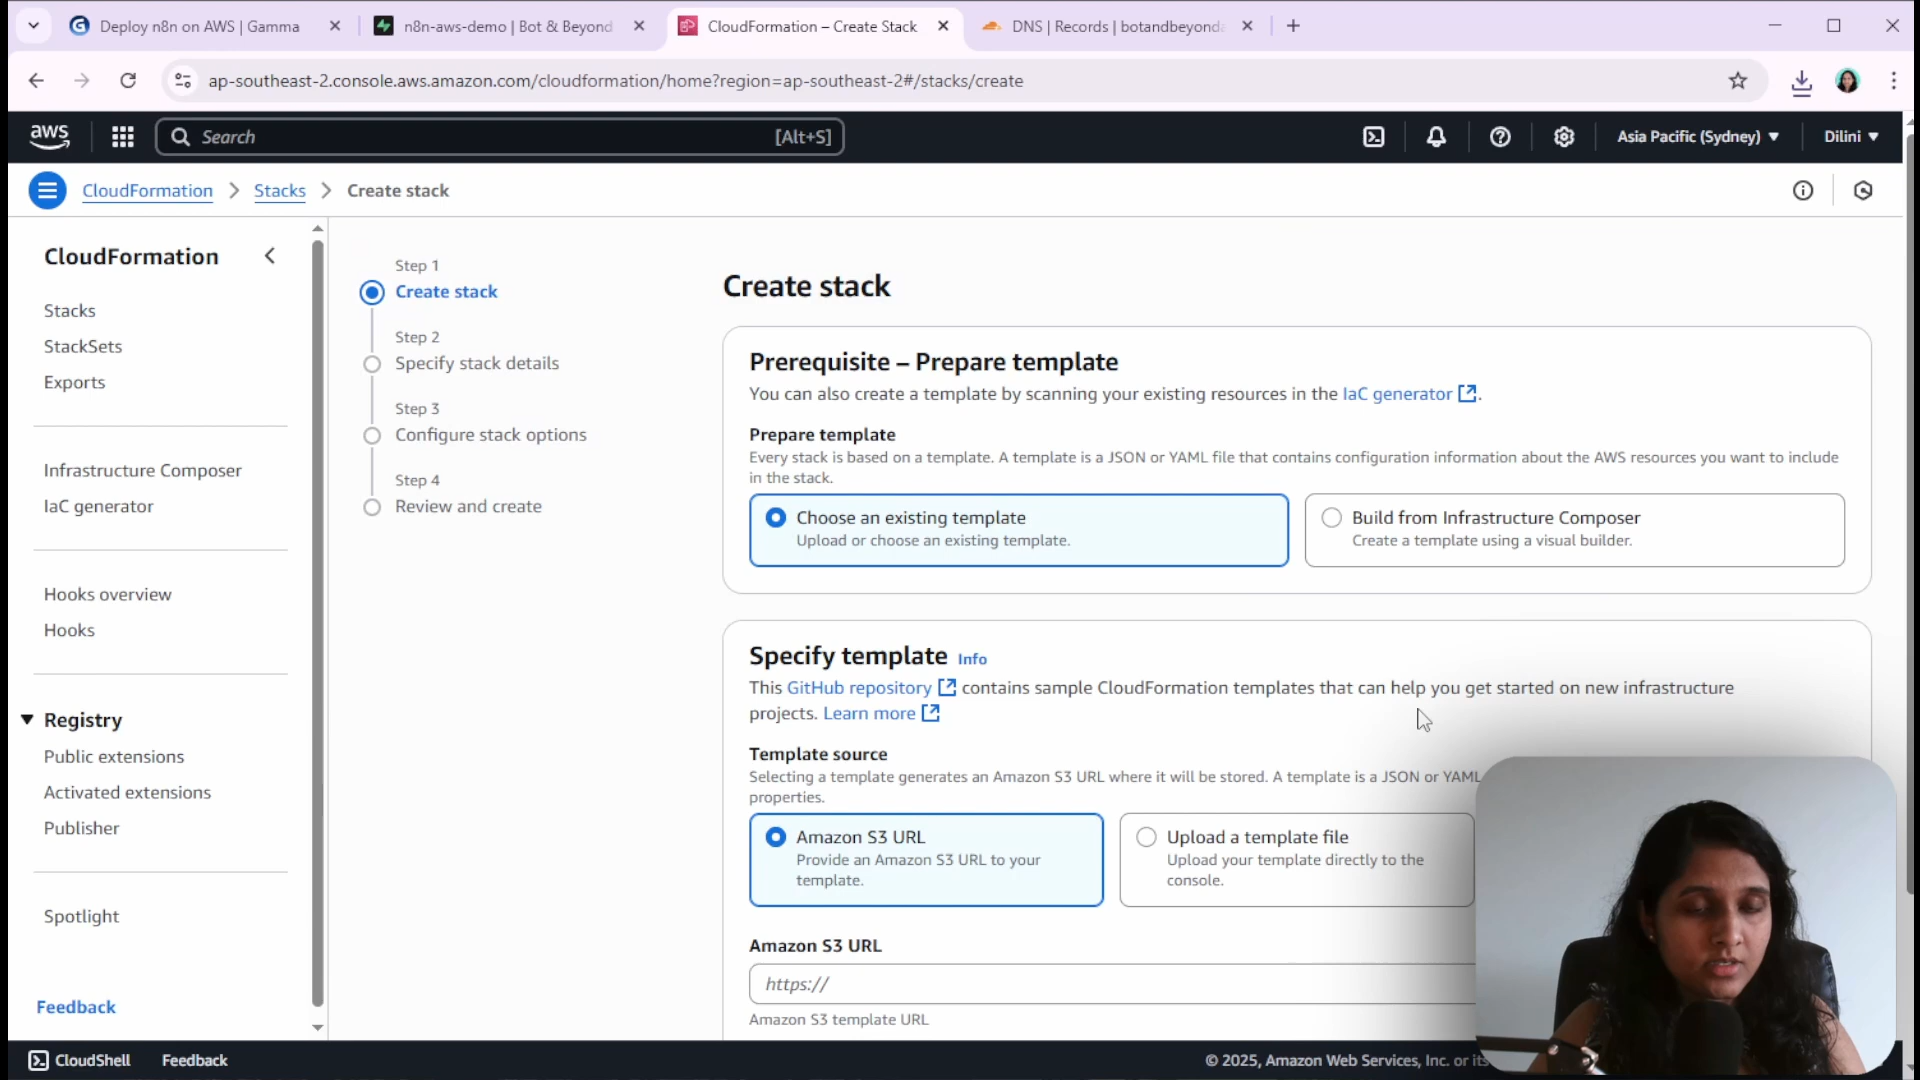 Deploy n8n on AWS | Gamma
n8n-aws-demo | Bot & Beyond
CloudFormation – Create Stack
DNS | Records | botandbeyond
ap-southeast-2.console.aws.amazon.com/cloudformation/home?region=ap-southeast-2#/stacks/create
aws
Search
[Alt+S]
Asia Pacific (Sydney)
Dilini
CloudFormation
Stacks
Create stack
CloudFormation
Stacks
StackSets
Exports
Infrastructure Composer
IaC generator
Hooks overview
Hooks
Registry
Public extensions
Activated extensions
Publisher
Spotlight
Feedback
Step 1
Create stack
Step 2
Specify stack details
Step 3
Configure stack options
Step 4
Review and create
Create stack
Prerequisite – Prepare template
You can also create a template by scanning your existing resources in the IaC generator.
Prepare template
Every stack is based on a template. A template is a JSON or YAML file that contains configuration information about the AWS resources you want to include
in the stack.
Choose an existing template
Upload or choose an existing template.
Build from Infrastructure Composer
Create a template using a visual builder.
Specify template Info
This GitHub repository contains sample CloudFormation templates that can help you get started on new infrastructure
projects. Learn more
Template source
Selecting a template generates an Amazon S3 URL where it will be stored. A template is a JSON or YAML
properties.
Amazon S3 URL
Provide an Amazon S3 URL to your
template.
Upload a template file
Upload your template directly to the
console.
Amazon S3 URL
https://
Amazon S3 template URL
CloudShell
Feedback
© 2025, Amazon Web Services, Inc. or its